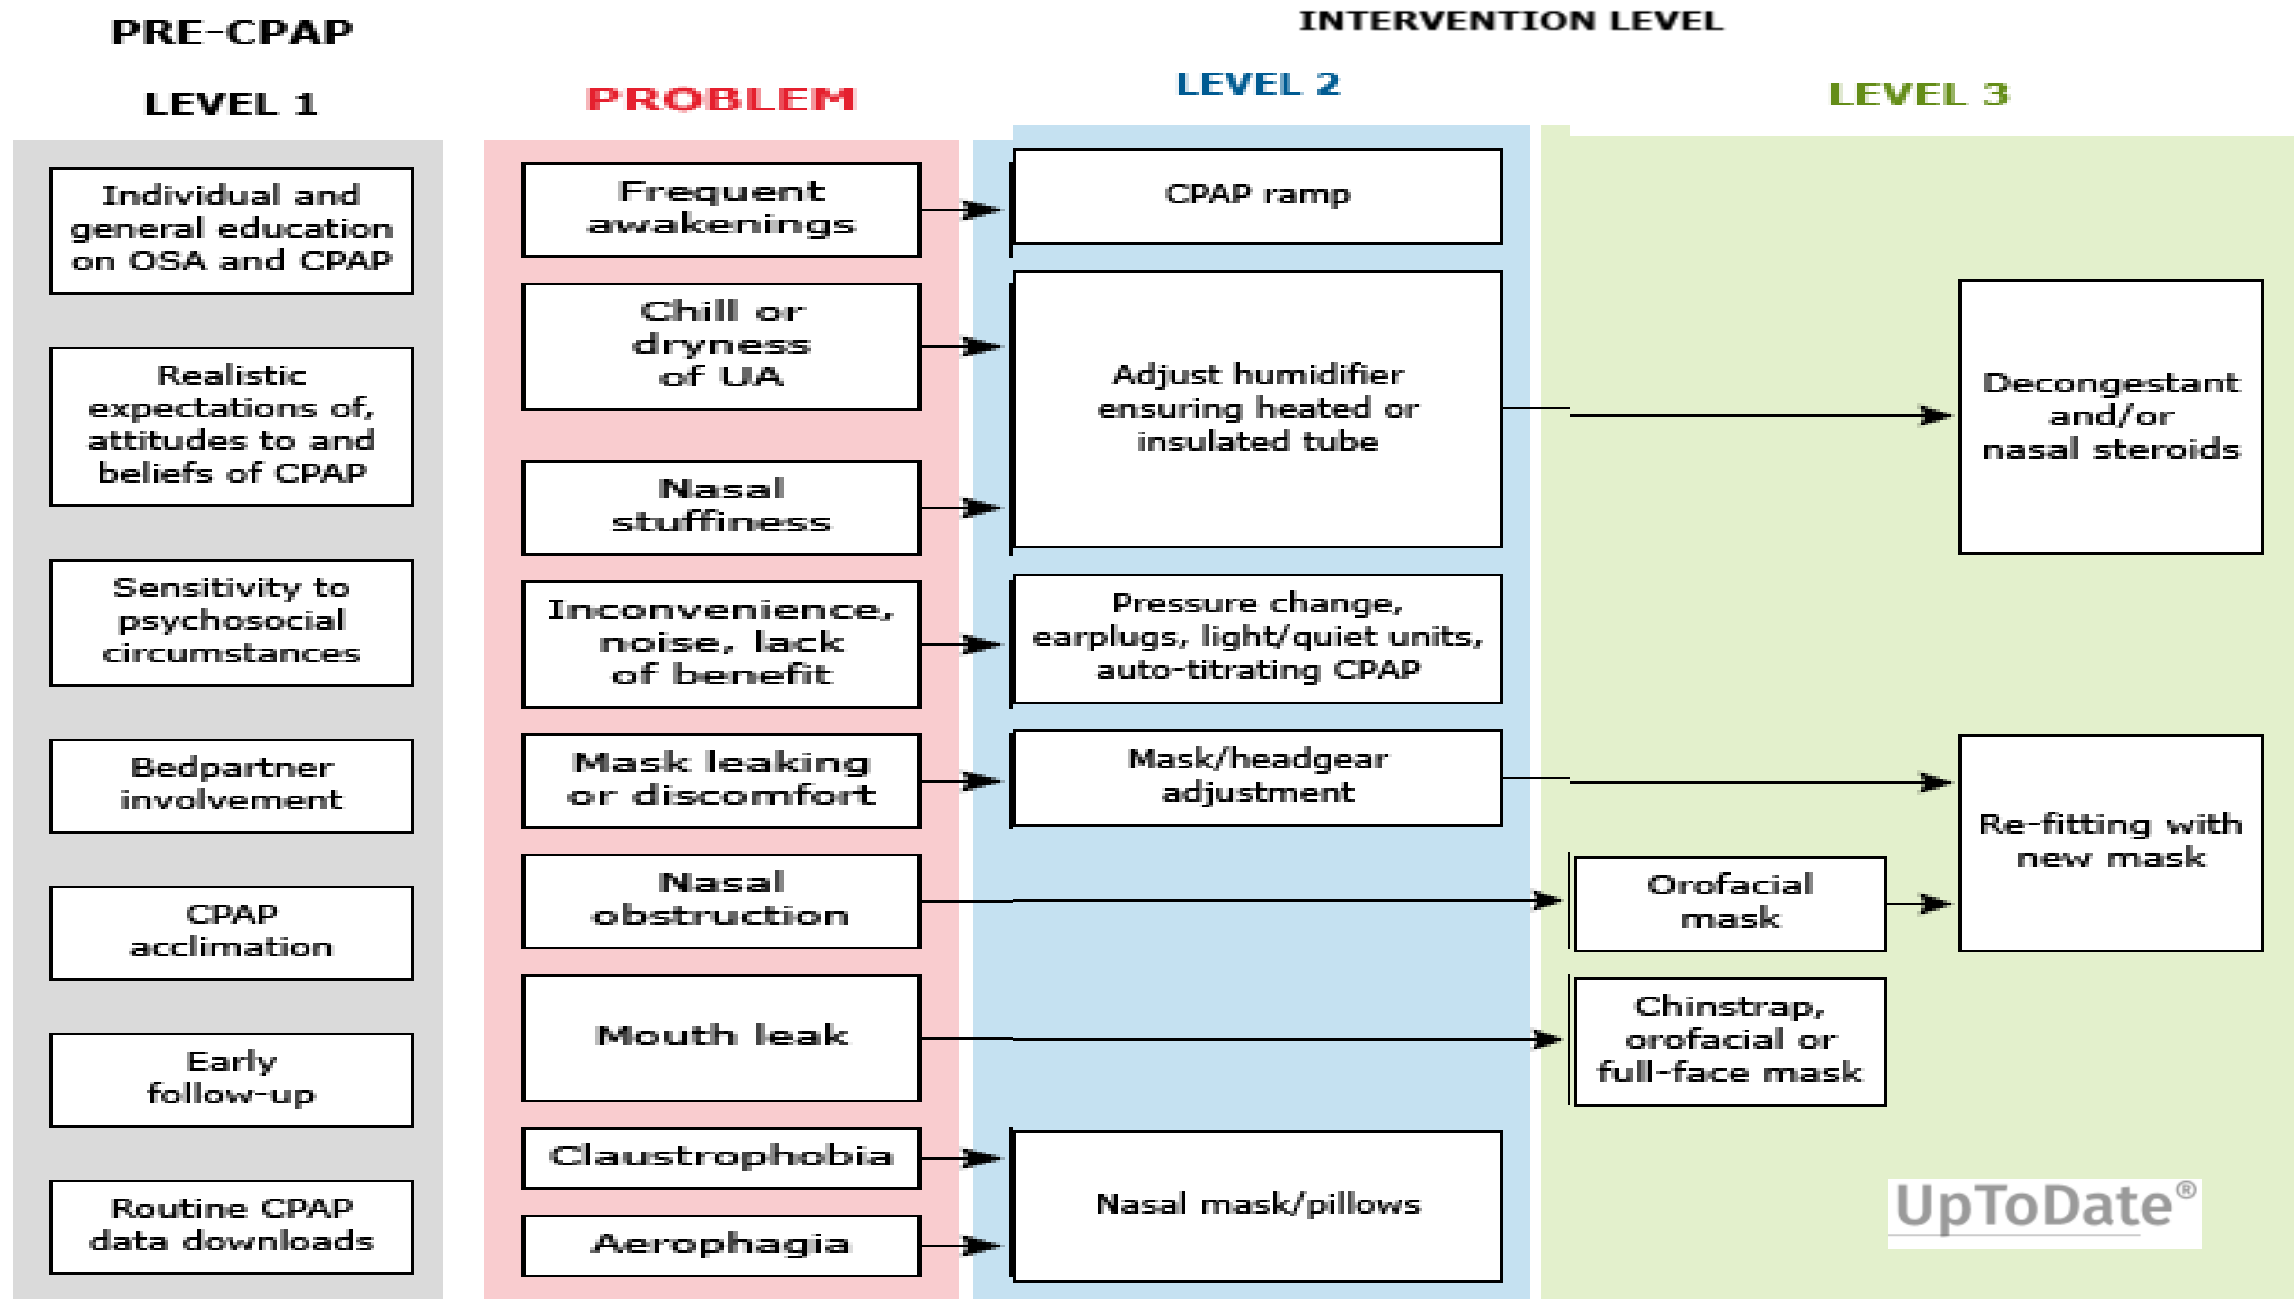 PRE-CPAP
LEVEL 1
Individual and
general education
on OSA and CPAP
Realistic
expectations of,
attitudes to and
beliefs of CPAP
Sensitivity to
psychosocial
circumstances
Bedpartner
involvement
CPAP
acclimation
Early
follow-up
Routine CPAP
data downloads
PROBLEM
Frequent
awakenings
Chill or
dryness
of UA
Nasal
stuffiness
Inconvenience,
noise, lack
of benefit
Mask leaking
or discomfort
Nasal
obstruction
Mouth leak
Claustrophobia
Aerophagia
INTERVENTION LEVEL
LEVEL 2
CPAP ramp
Adjust humidifier
ensuring heated or
insulated tube
Pressure change,
earplugs, light/quiet units,
auto-titrating CPAP
Mask/headgear
adjustment
Nasal mask/pillows
LEVEL 3
Decongestant
and/or
nasal steroids
Re-fitting with
new mask
Orofacial
mask
Chinstrap,
orofacial or
full-face mask
UpToDate®